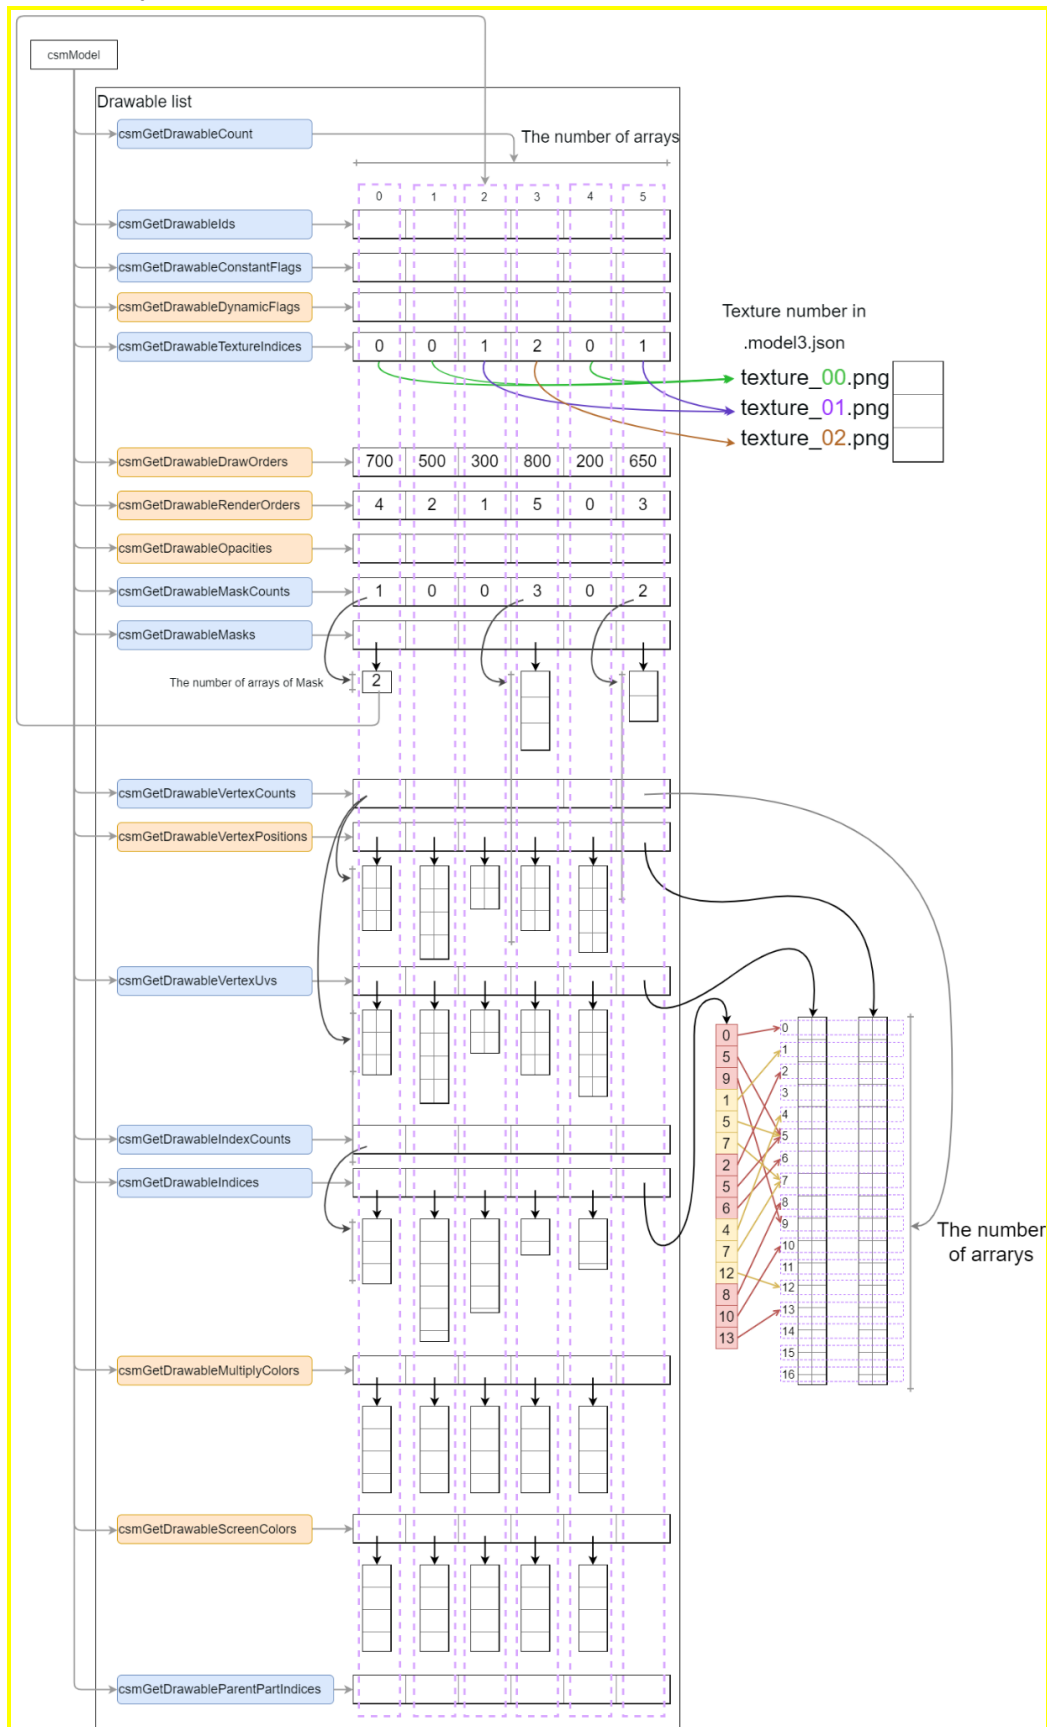 csmModel
Drawable list
csmGetDrawableCount
The number of arrays
0 1 2 3 4 5
csmGetDrawableIds
csmGetDrawableConstantFlags
csmGetDrawableDynamicFlags
csmGetDrawableTextureIndices
0 0 1 2 0 1
Texture number in
.model3.json
texture_00.png
texture_01.png
texture_02.png
csmGetDrawableDrawOrders
700 500 300 800 200 650
csmGetDrawableRenderOrders
4 2 1 5 0 3
csmGetDrawableOpacities
csmGetDrawableMaskCounts
1 0 0 3 0 2
csmGetDrawableMasks
The number of arrays of Mask
2
csmGetDrawableVertexCounts
csmGetDrawableVertexPositions
csmGetDrawableVertexUvs
csmGetDrawableIndexCounts
csmGetDrawableIndices
0
5
9
1
5
7
2
5
6
4
7
12
8
10
13
0
1
2
3
4
5
6
7
8
9
10
11
12
13
14
15
16
The number
of arrarys
csmGetDrawableMultiplyColors
csmGetDrawableScreenColors
csmGetDrawableParentPartIndices